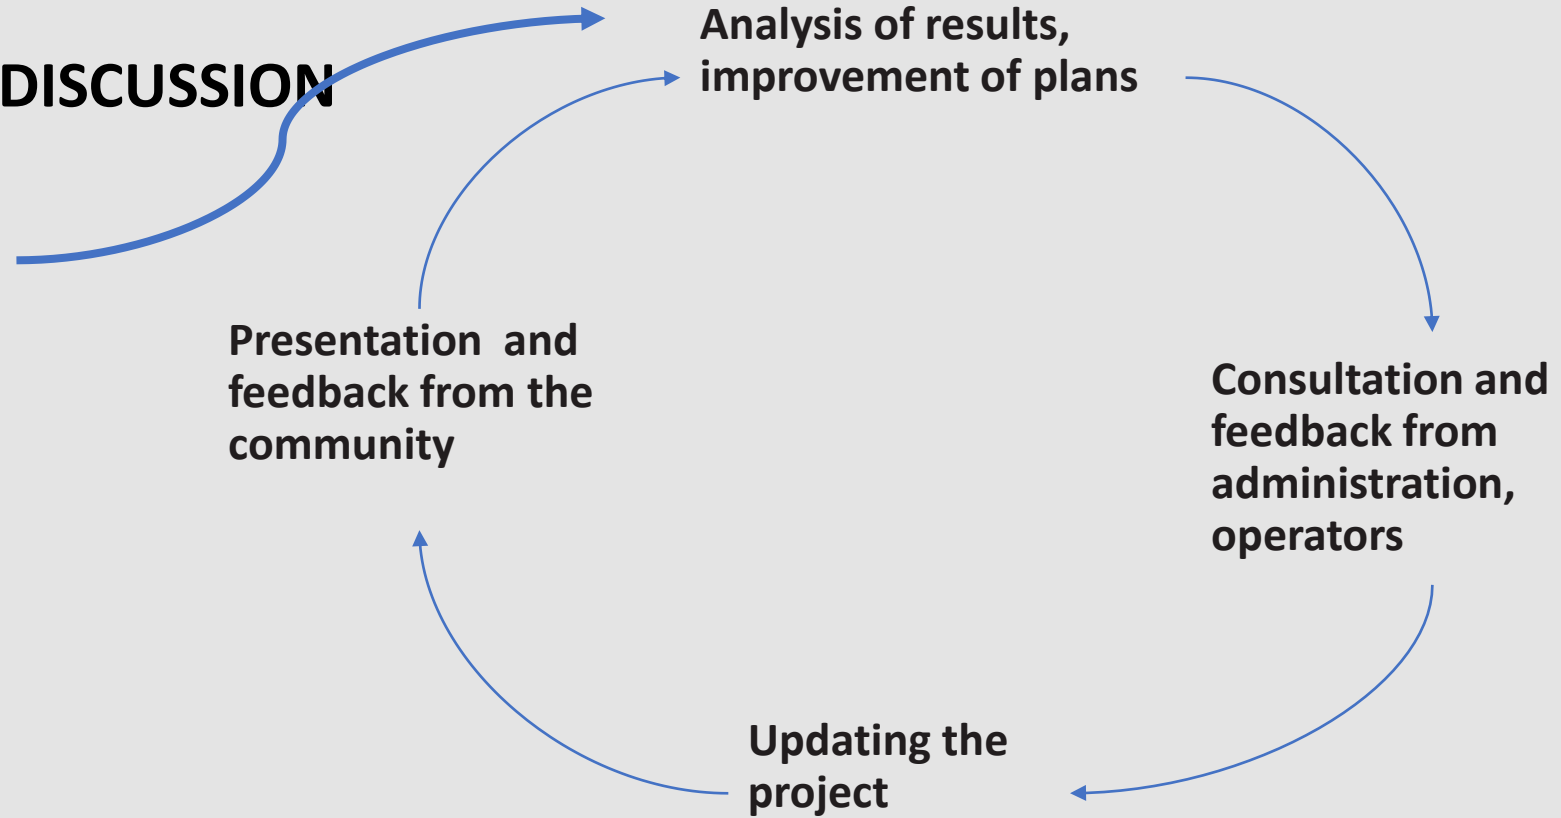 DISCUSSION
Analysis of results,
improvement of plans
Presentation and
feedback from the
community
Consultation and
feedback from
administration,
operators
Updating the
project